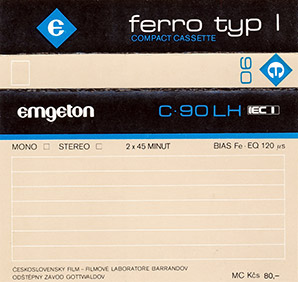 e ferro typ I
COMPACT CASSETTE
90
emgeton C·90 LH IEC I
MONO STEREO 2 x 45 MINUT BIAS Fe · EQ 120 µs
ČESKOSLOVENSKÝ FILM – FILMOVÉ LABORATOŘE BARRANDOV
ODŠTĚPNÝ ZÁVOD GOTTWALDOV MC Kčs 80,–